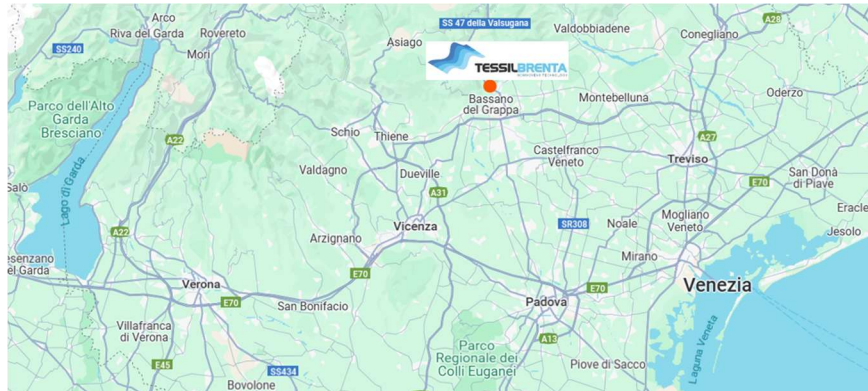 Arco
SS 47 della Valsugana
Valdobbiadene
A28
Riva del Garda
Rovereto
Conegliano
SS240
Mori
Asiago
TESSILBRENTA
Parco dell'Alto
Garda
Bresciano
Bassano
del Grappa
Montebelluna
Oderzo
A22
Schio
Thiene
A27
Lago di Garda
Castelfranco
Veneto
Treviso
Valdagno
Dueville
San Donà
di Piave
E70
Salò
A31
Vicenza
SR308
Noale
Mogliano
Veneto
Eracle
Jesolo
A22
Arzignano
Mirano
esenzano
del Garda
E70
Verona
E70
San Bonifacio
Padova
E70
Venezia
Villafranca
di Verona
A13
Parco
Regionale dei
Colli Euganei
Laguna Veneta
E45
SS434
Piove di Sacco
Bovolone